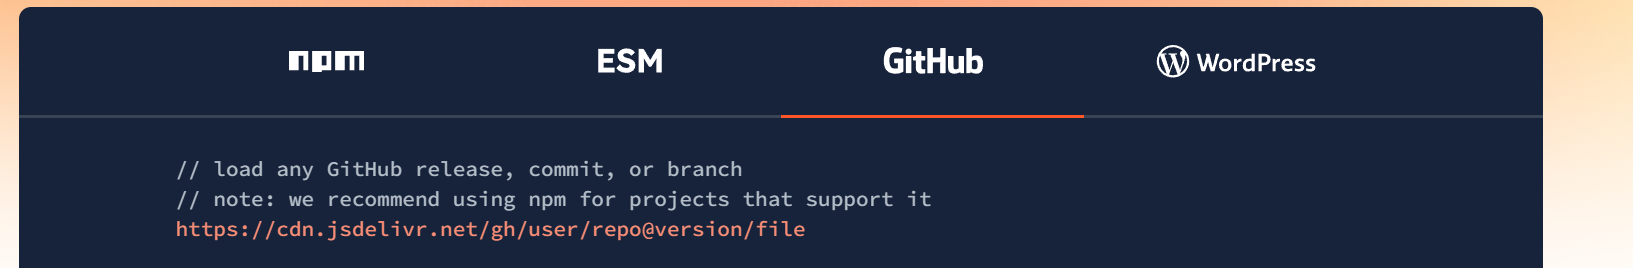 npm
ESM
GitHub
WordPress
// load any GitHub release, commit, or branch
// note: we recommend using npm for projects that support it
https://cdn.jsdelivr.net/gh/user/repo@version/file